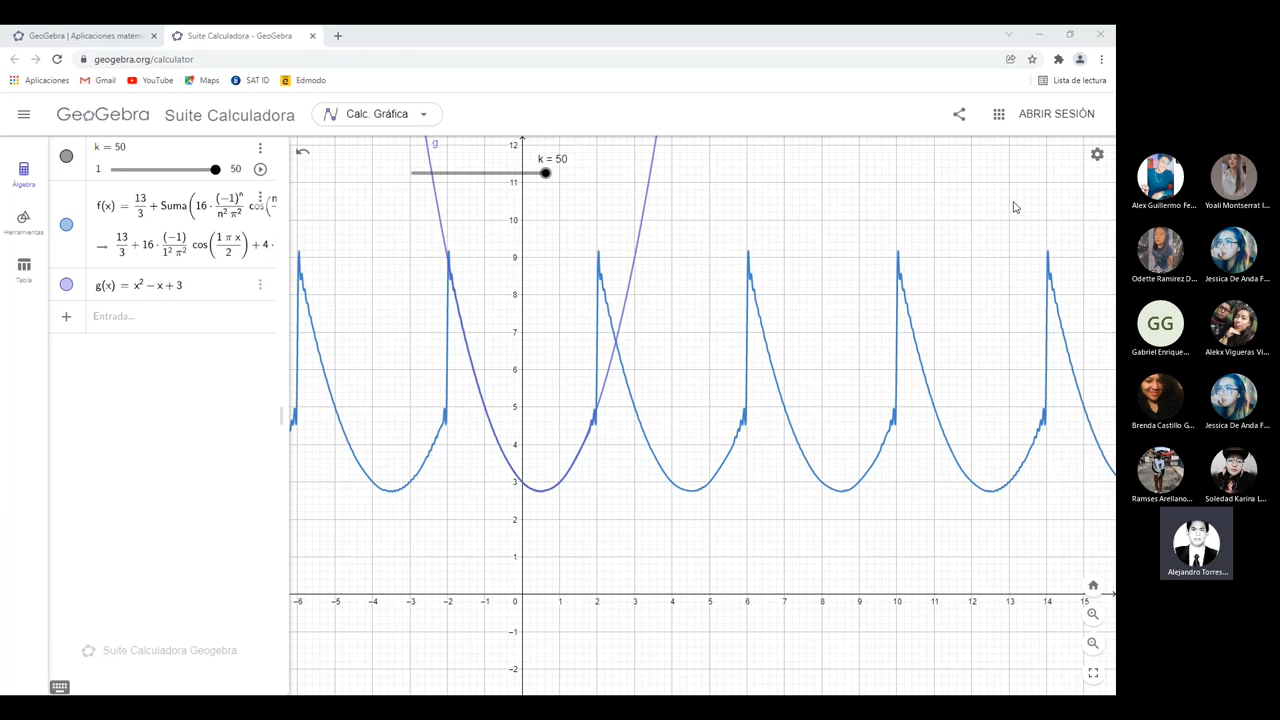 GeoGebra | Aplicaciones matem
Suite Calculadora - GeoGebra
geogebra.org/calculator
Aplicaciones
Gmail
YouTube
Maps
SAT ID
Edmodo
Lista de lectura
GeoGebra
Suite Calculadora
Calc. Gráfica
ABRIR SESIÓN
Álgebra
Herramientas
Tabla
k = 50
1
50
f(x) = 13/3 + Suma(16 · (-1)^n / n² π² cos(
→ 13/3 + 16 · (-1) / 1² π² cos(1 π x / 2) + 4 ·
g(x) = x² − x + 3
Entrada...
Suite Calculadora Geogebra
g
k = 50
12
11
10
9
8
7
6
5
4
3
2
1
−1
−2
−6 −5 −4 −3 −2 −1 0 1 2 3 4 5 6 7 8 9 10 11 12 13 14 15
Alex Guillermo Fe...
Yoali Montserrat I...
Odette Ramirez D...
Jessica De Anda F...
GG
Gabriel Enrique...
Alekx Vigueras Vi...
Brenda Castillo G...
Jessica De Anda F...
Ramses Arellano...
Soledad Karina L...
Alejandro Torres...